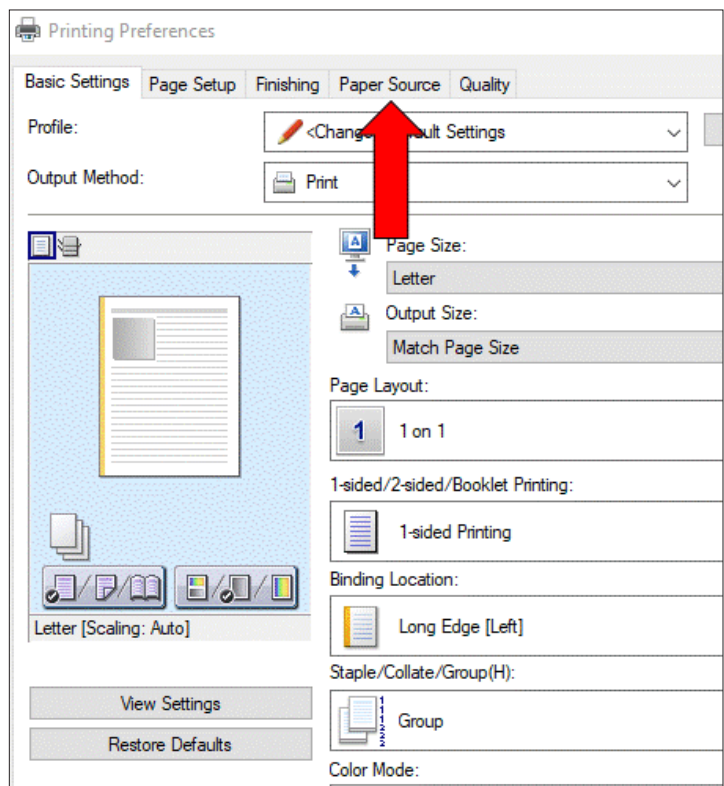 Printing Preferences
Basic Settings Page Setup Finishing Paper Source Quality
Profile: <Chang ult Settings
Output Method: Print
Page Size:
Letter
Output Size:
Match Page Size
Page Layout:
1 1 on 1
1-sided/2-sided/Booklet Printing:
1-sided Printing
Binding Location:
Long Edge [Left]
Letter [Scaling: Auto]
Staple/Collate/Group(H):
Group
View Settings
Restore Defaults
Color Mode: